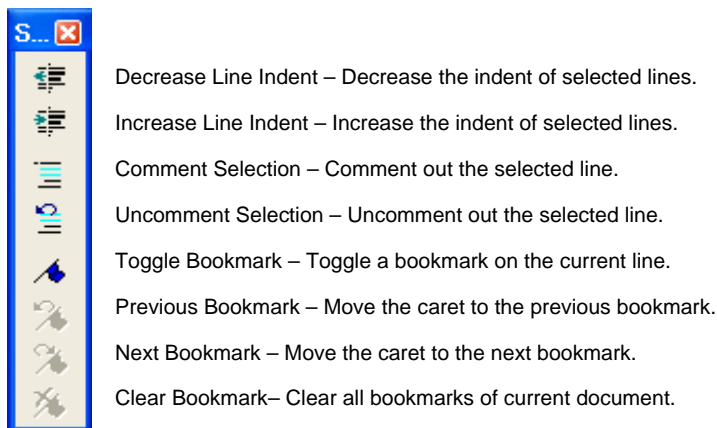 S...
Decrease Line Indent – Decrease the indent of selected lines.
Increase Line Indent – Increase the indent of selected lines.
Comment Selection – Comment out the selected line.
Uncomment Selection – Uncomment out the selected line.
Toggle Bookmark – Toggle a bookmark on the current line.
Previous Bookmark – Move the caret to the previous bookmark.
Next Bookmark – Move the caret to the next bookmark.
Clear Bookmark– Clear all bookmarks of current document.